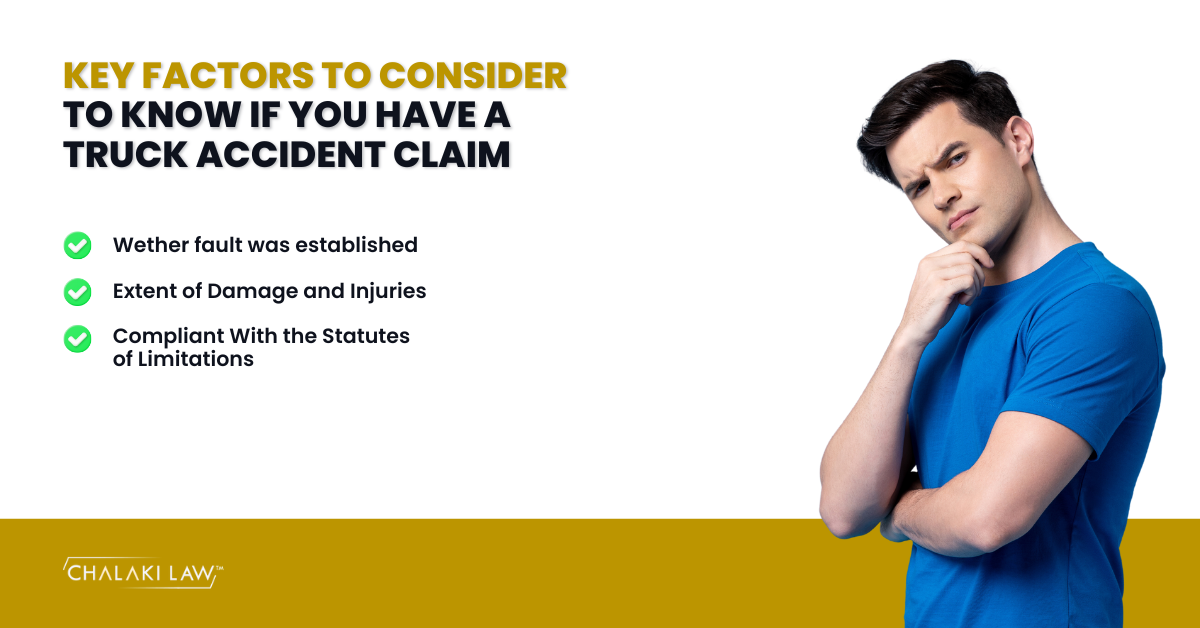 KEY FACTORS TO CONSIDER
TO KNOW IF YOU HAVE A
TRUCK ACCIDENT CLAIM
Wether fault was established
Extent of Damage and Injuries
Compliant With the Statutes
of Limitations
CHALAKI LAW™